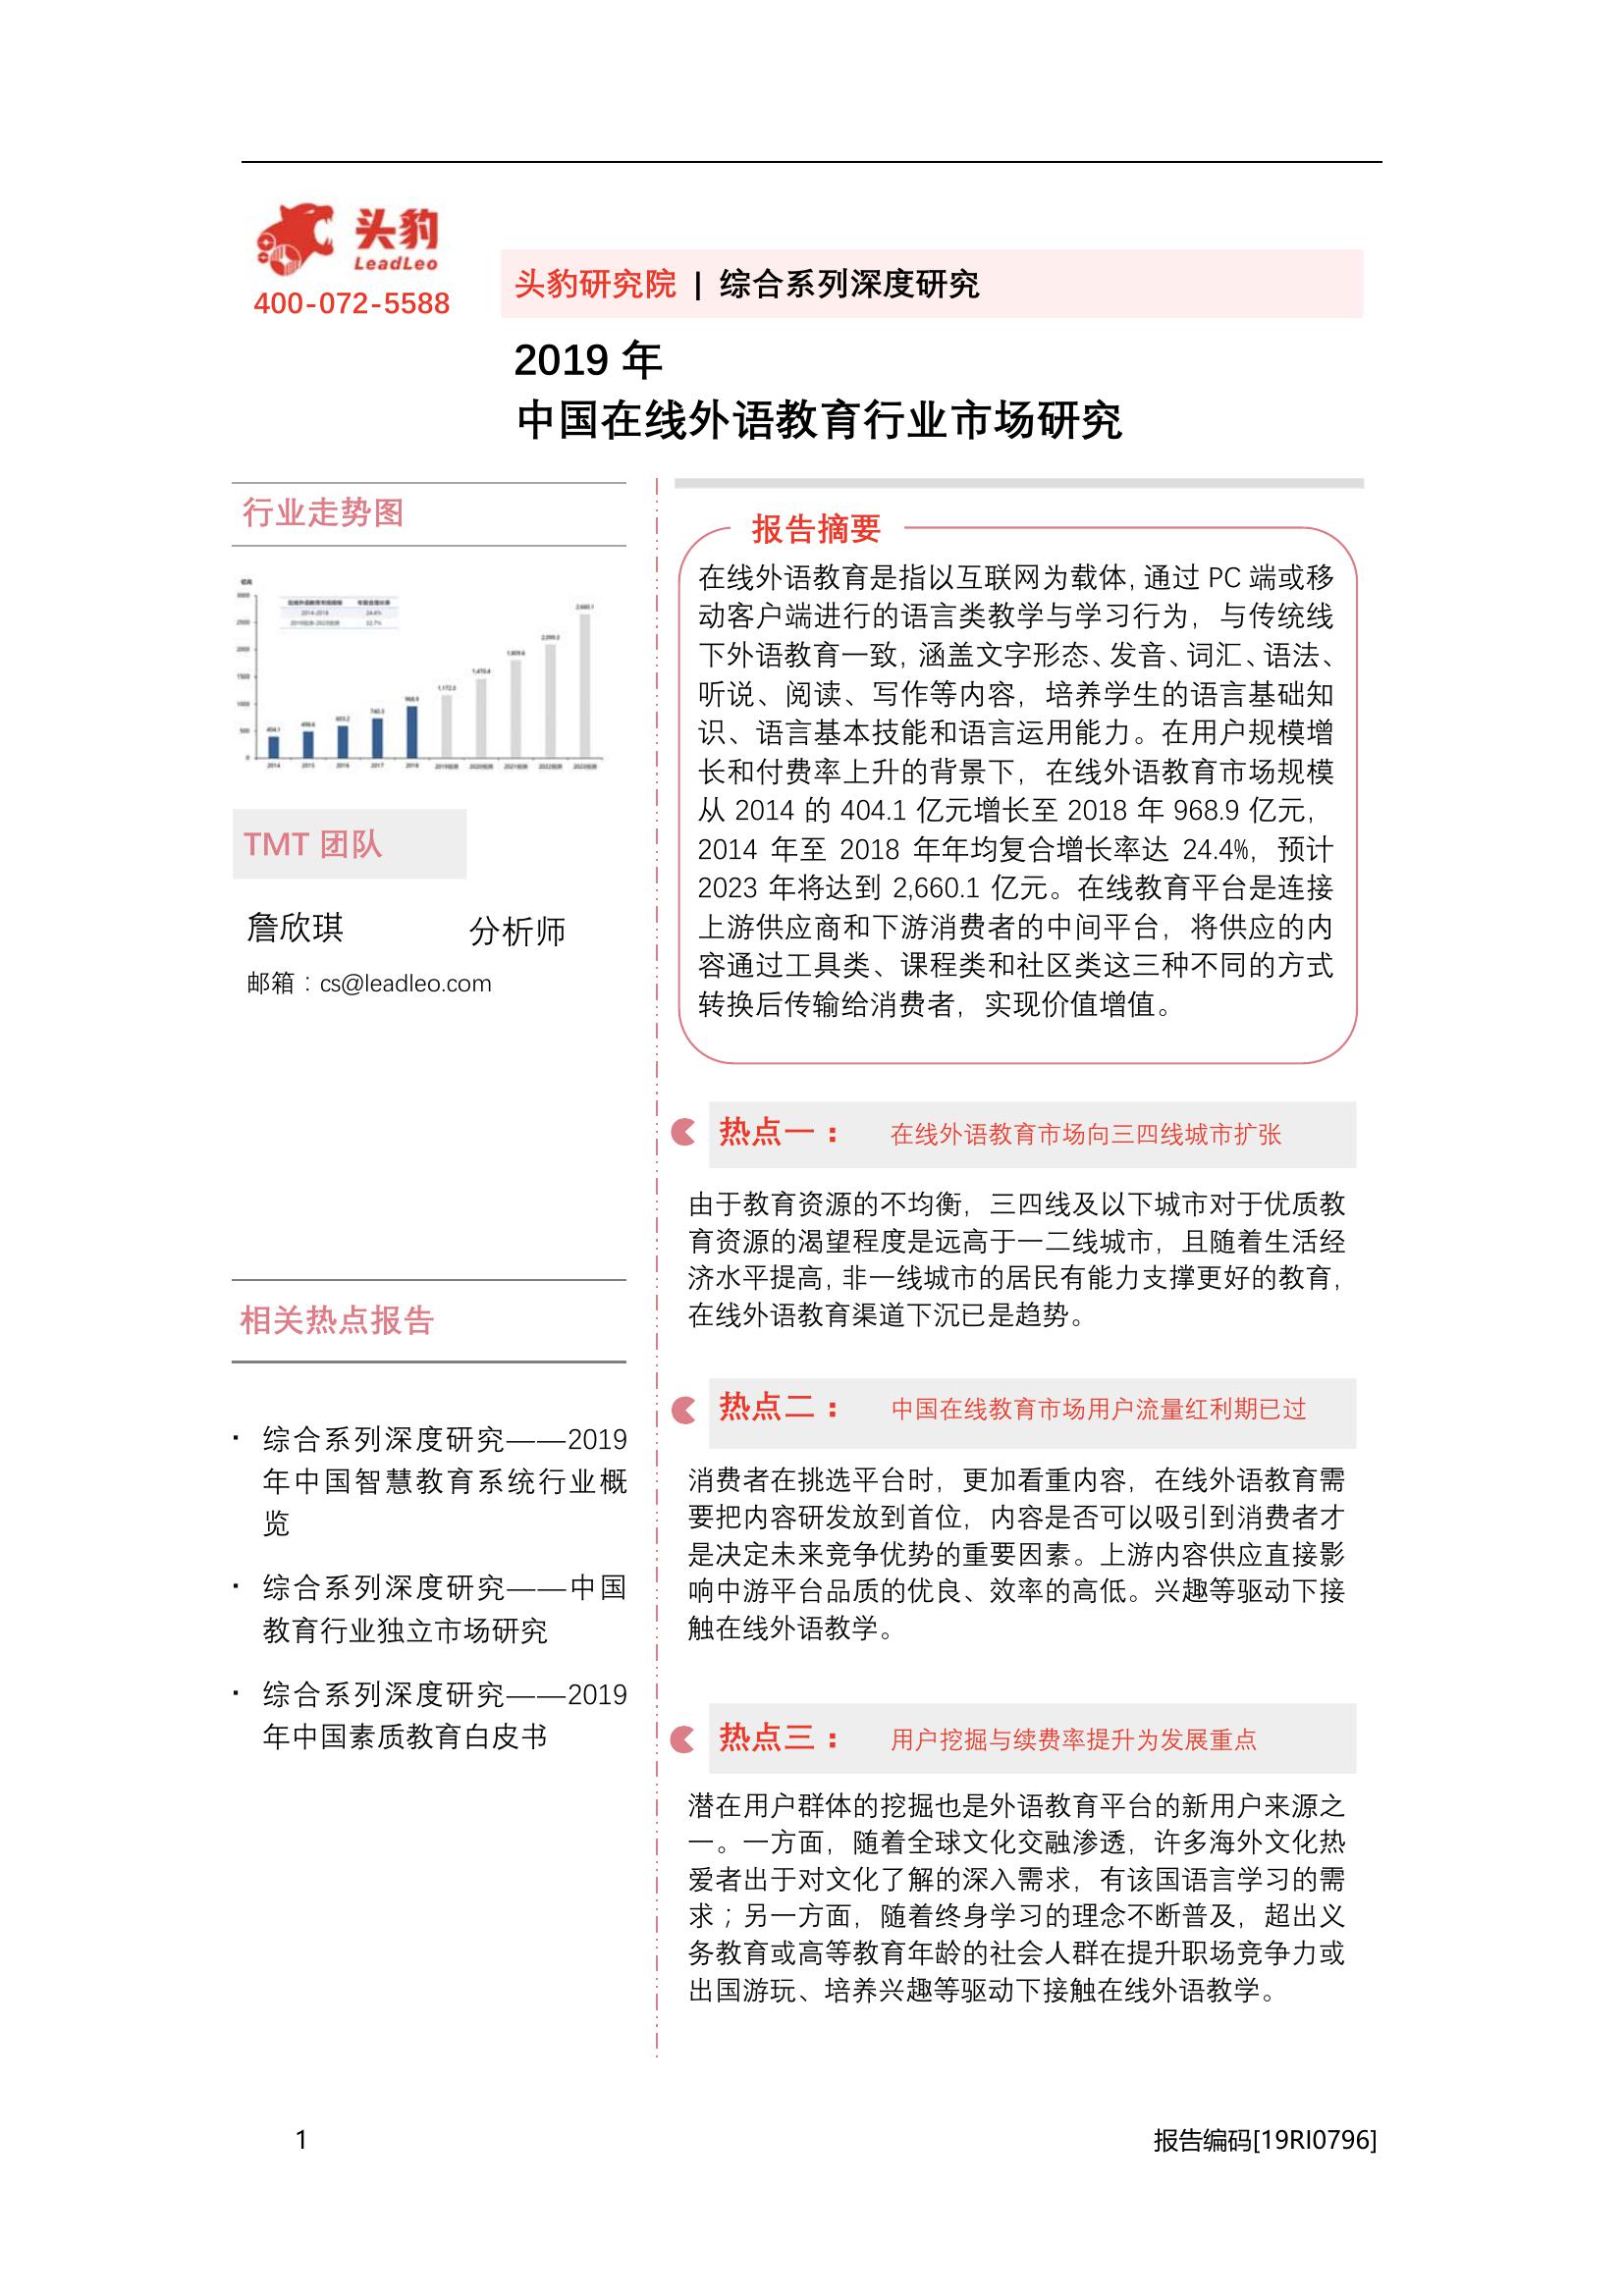 头豹
LeadLeo
400-072-5588
头豹研究院 | 综合系列深度研究
2019 年
中国在线外语教育行业市场研究
行业走势图
3000
2500
2000
1500
1000
500
0
2014-2018 24.4%
404.1
740.3
968.9
2,660.1
2014 2015 2016 2017 2018
TMT 团队
詹欣琪 分析师
邮箱：cs@leadleo.com
相关热点报告
· 综合系列深度研究——2019
年中国智慧教育系统行业概
览
· 综合系列深度研究——中国
教育行业独立市场研究
· 综合系列深度研究——2019
年中国素质教育白皮书
报告摘要
在线外语教育是指以互联网为载体，通过 PC 端或移
动客户端进行的语言类教学与学习行为，与传统线
下外语教育一致，涵盖文字形态、发音、词汇、语法、
听说、阅读、写作等内容，培养学生的语言基础知
识、语言基本技能和语言运用能力。在用户规模增
长和付费率上升的背景下，在线外语教育市场规模
从 2014 的 404.1 亿元增长至 2018 年 968.9 亿元，
2014 年至 2018 年年均复合增长率达 24.4%，预计
2023 年将达到 2,660.1 亿元。在线教育平台是连接
上游供应商和下游消费者的中间平台，将供应的内
容通过工具类、课程类和社区类这三种不同的方式
转换后传输给消费者，实现价值增值。
热点一： 在线外语教育市场向三四线城市扩张
由于教育资源的不均衡，三四线及以下城市对于优质教
育资源的渴望程度是远高于一二线城市，且随着生活经
济水平提高，非一线城市的居民有能力支撑更好的教育，
在线外语教育渠道下沉已是趋势。
热点二： 中国在线教育市场用户流量红利期已过
消费者在挑选平台时，更加看重内容，在线外语教育需
要把内容研发放到首位，内容是否可以吸引到消费者才
是决定未来竞争优势的重要因素。上游内容供应直接影
响中游平台品质的优良、效率的高低。兴趣等驱动下接
触在线外语教学。
热点三： 用户挖掘与续费率提升为发展重点
潜在用户群体的挖掘也是外语教育平台的新用户来源之
一。一方面，随着全球文化交融渗透，许多海外文化热
爱者出于对文化了解的深入需求，有该国语言学习的需
求；另一方面，随着终身学习的理念不断普及，超出义
务教育或高等教育年龄的社会人群在提升职场竞争力或
出国游玩、培养兴趣等驱动下接触在线外语教学。
1
报告编码[19RI0796]